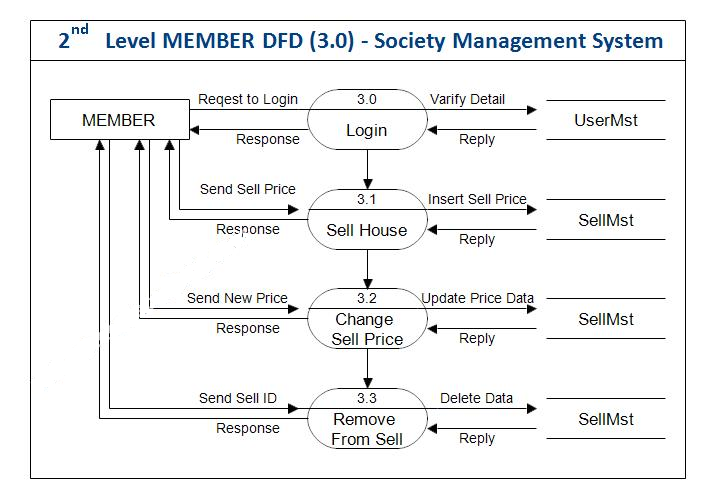 2nd Level MEMBER DFD (3.0) - Society Management System
MEMBER
Reqest to Login
3.0
Varify Detail
Login
UserMst
Response
Reply
Send Sell Price
3.1
Insert Sell Price
Sell House
SellMst
Response
Reply
Send New Price
3.2
Update Price Data
Change
Sell Price
SellMst
Response
Reply
Send Sell ID
3.3
Delete Data
Remove
From Sell
SellMst
Response
Reply